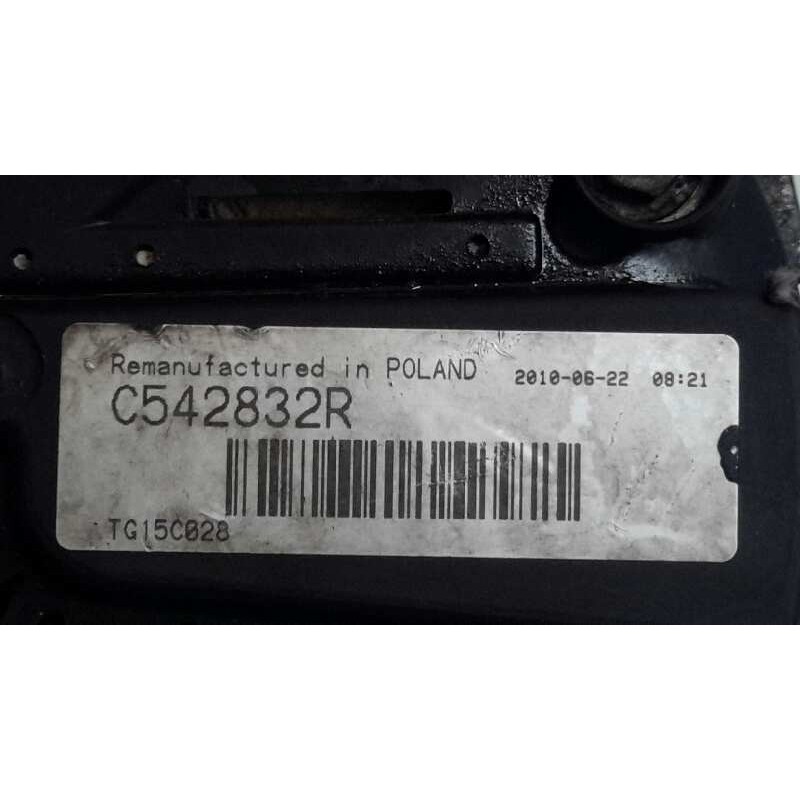 Remanufactured in POLAND 2010-06-22 08:21
C542832R
TG15C028